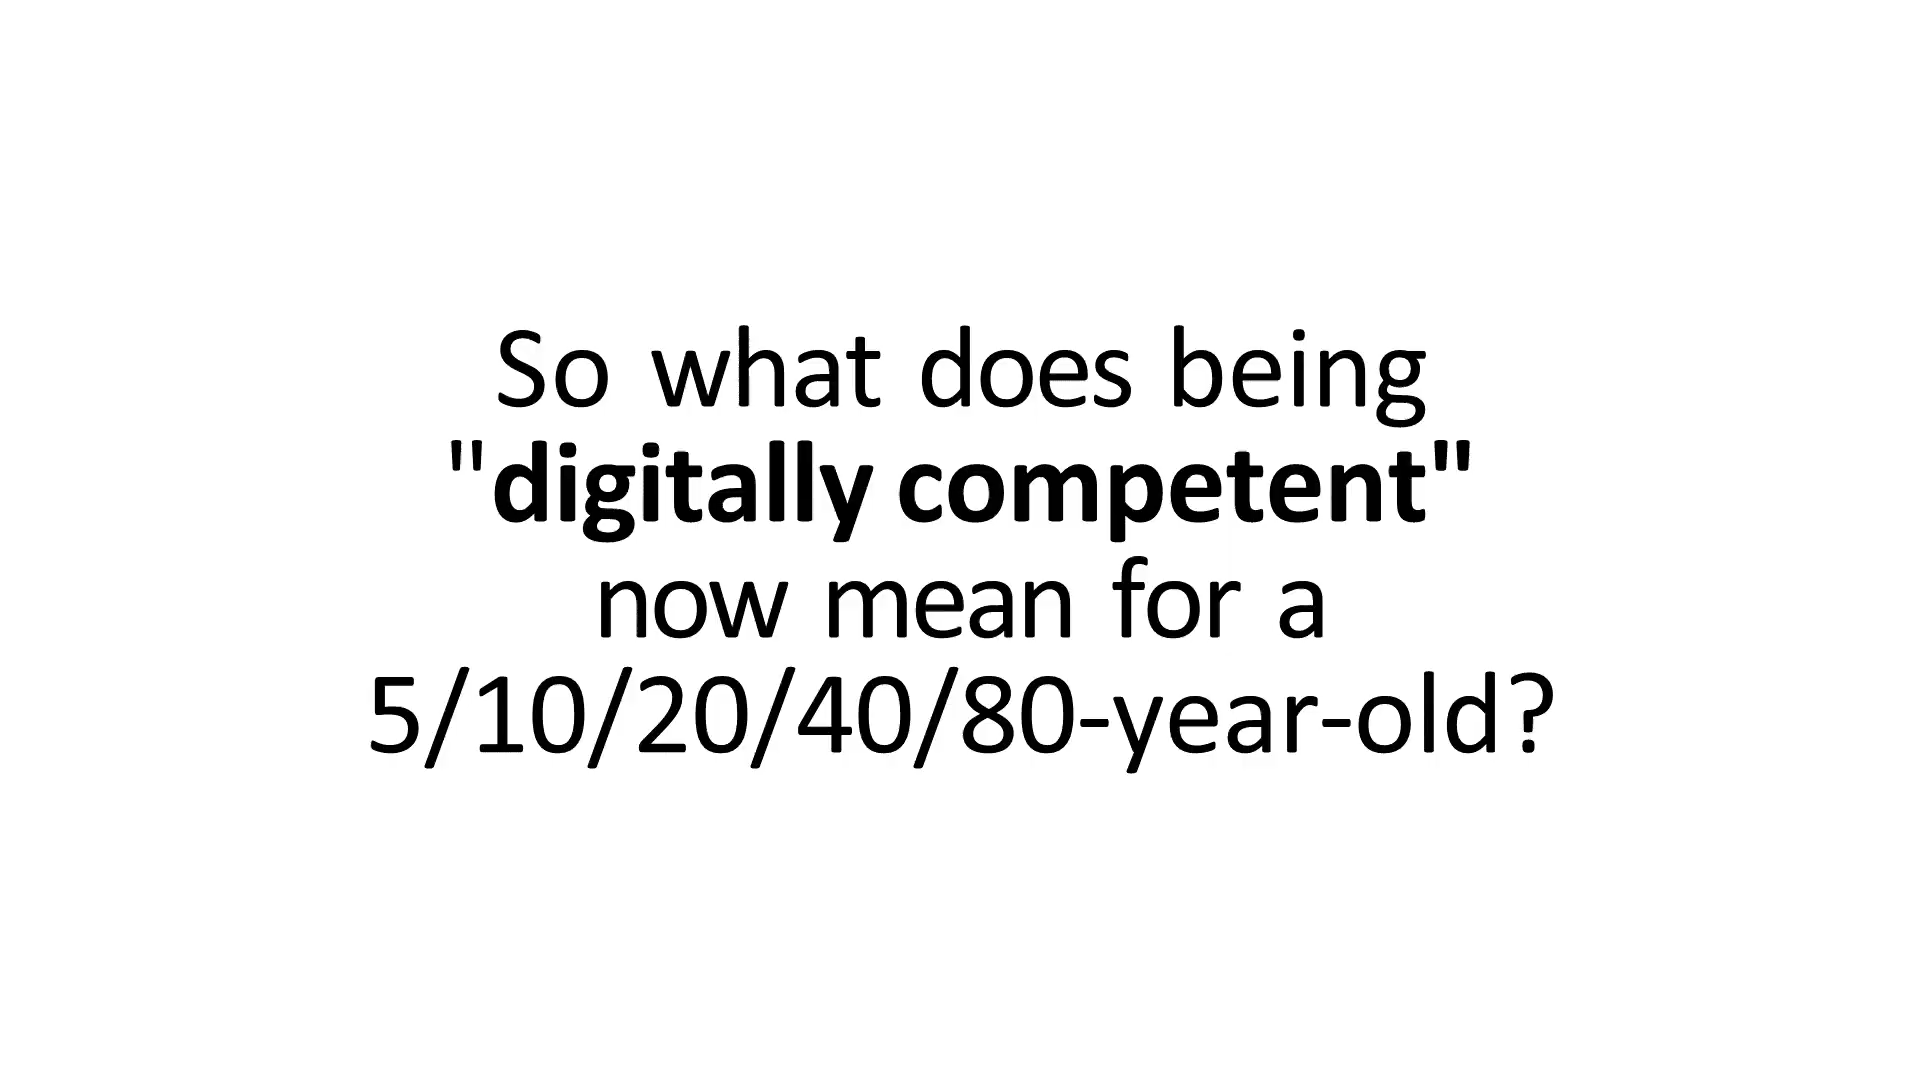 So what does being
"digitally competent"
now mean for a
5/10/20/40/80-year-old?